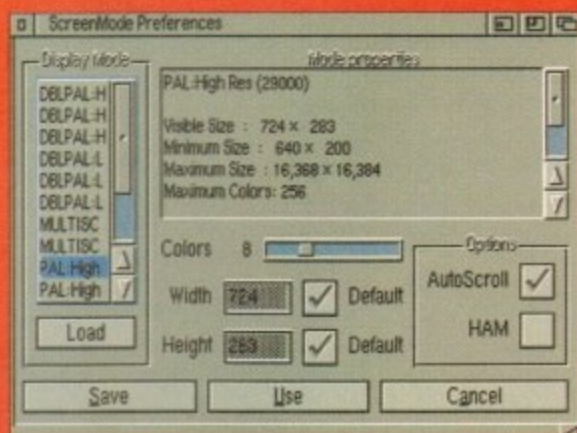 ScreenMode Preferences
Display Mode
DBLPAL:H
DBLPAL:H
DBLPAL:H
DBLPAL:L
DBLPAL:L
DBLPAL:L
MULTISC
MULTISC
PAL:High
PAL:High
Load
Mode properties
PAL:High Res (29000)
Visible Size : 724 × 283
Minimum Size : 640 × 200
Maximum Size : 16,368 × 16,384
Maximum Colors: 256
Colors 8
Width 724 Default
Height 283 Default
Options
AutoScroll
HAM
Save
Use
Cancel